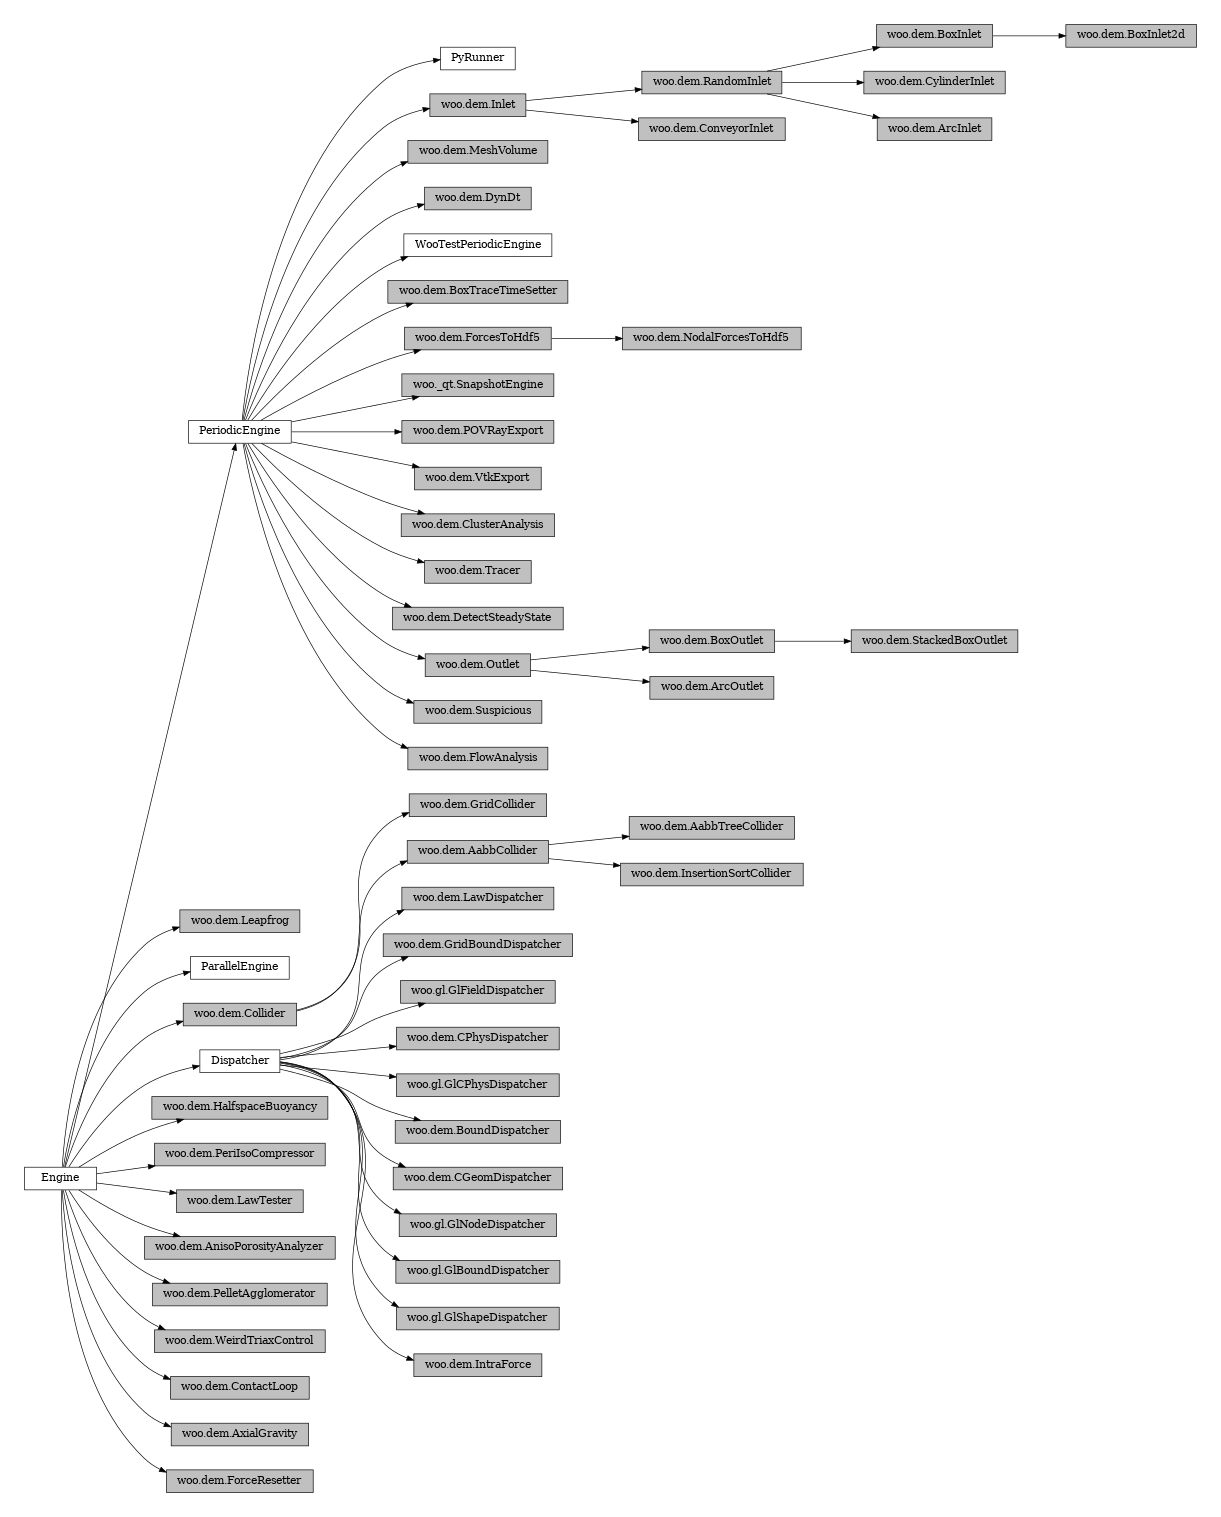 woo.dem.BoxInlet
woo.dem.BoxInlet2d
PyRunner
woo.dem.RandomInlet
woo.dem.CylinderInlet
woo.dem.Inlet
woo.dem.ConveyorInlet
woo.dem.ArcInlet
woo.dem.MeshVolume
woo.dem.DynDt
WooTestPeriodicEngine
woo.dem.BoxTraceTimeSetter
woo.dem.ForcesToHdf5
woo.dem.NodalForcesToHdf5
woo._qt.SnapshotEngine
PeriodicEngine
woo.dem.POVRayExport
woo.dem.VtkExport
woo.dem.ClusterAnalysis
woo.dem.Tracer
woo.dem.DetectSteadyState
woo.dem.BoxOutlet
woo.dem.StackedBoxOutlet
woo.dem.Outlet
woo.dem.ArcOutlet
woo.dem.Suspicious
woo.dem.FlowAnalysis
woo.dem.GridCollider
woo.dem.AabbTreeCollider
woo.dem.AabbCollider
woo.dem.InsertionSortCollider
woo.dem.LawDispatcher
woo.dem.Leapfrog
woo.dem.GridBoundDispatcher
ParallelEngine
woo.gl.GlFieldDispatcher
woo.dem.Collider
woo.dem.CPhysDispatcher
Dispatcher
woo.gl.GlCPhysDispatcher
woo.dem.HalfspaceBuoyancy
woo.dem.BoundDispatcher
woo.dem.PeriIsoCompressor
Engine
woo.dem.CGeomDispatcher
woo.dem.LawTester
woo.gl.GlNodeDispatcher
woo.dem.AnisoPorosityAnalyzer
woo.gl.GlBoundDispatcher
woo.dem.PelletAgglomerator
woo.gl.GlShapeDispatcher
woo.dem.WeirdTriaxControl
woo.dem.IntraForce
woo.dem.ContactLoop
woo.dem.AxialGravity
woo.dem.ForceResetter